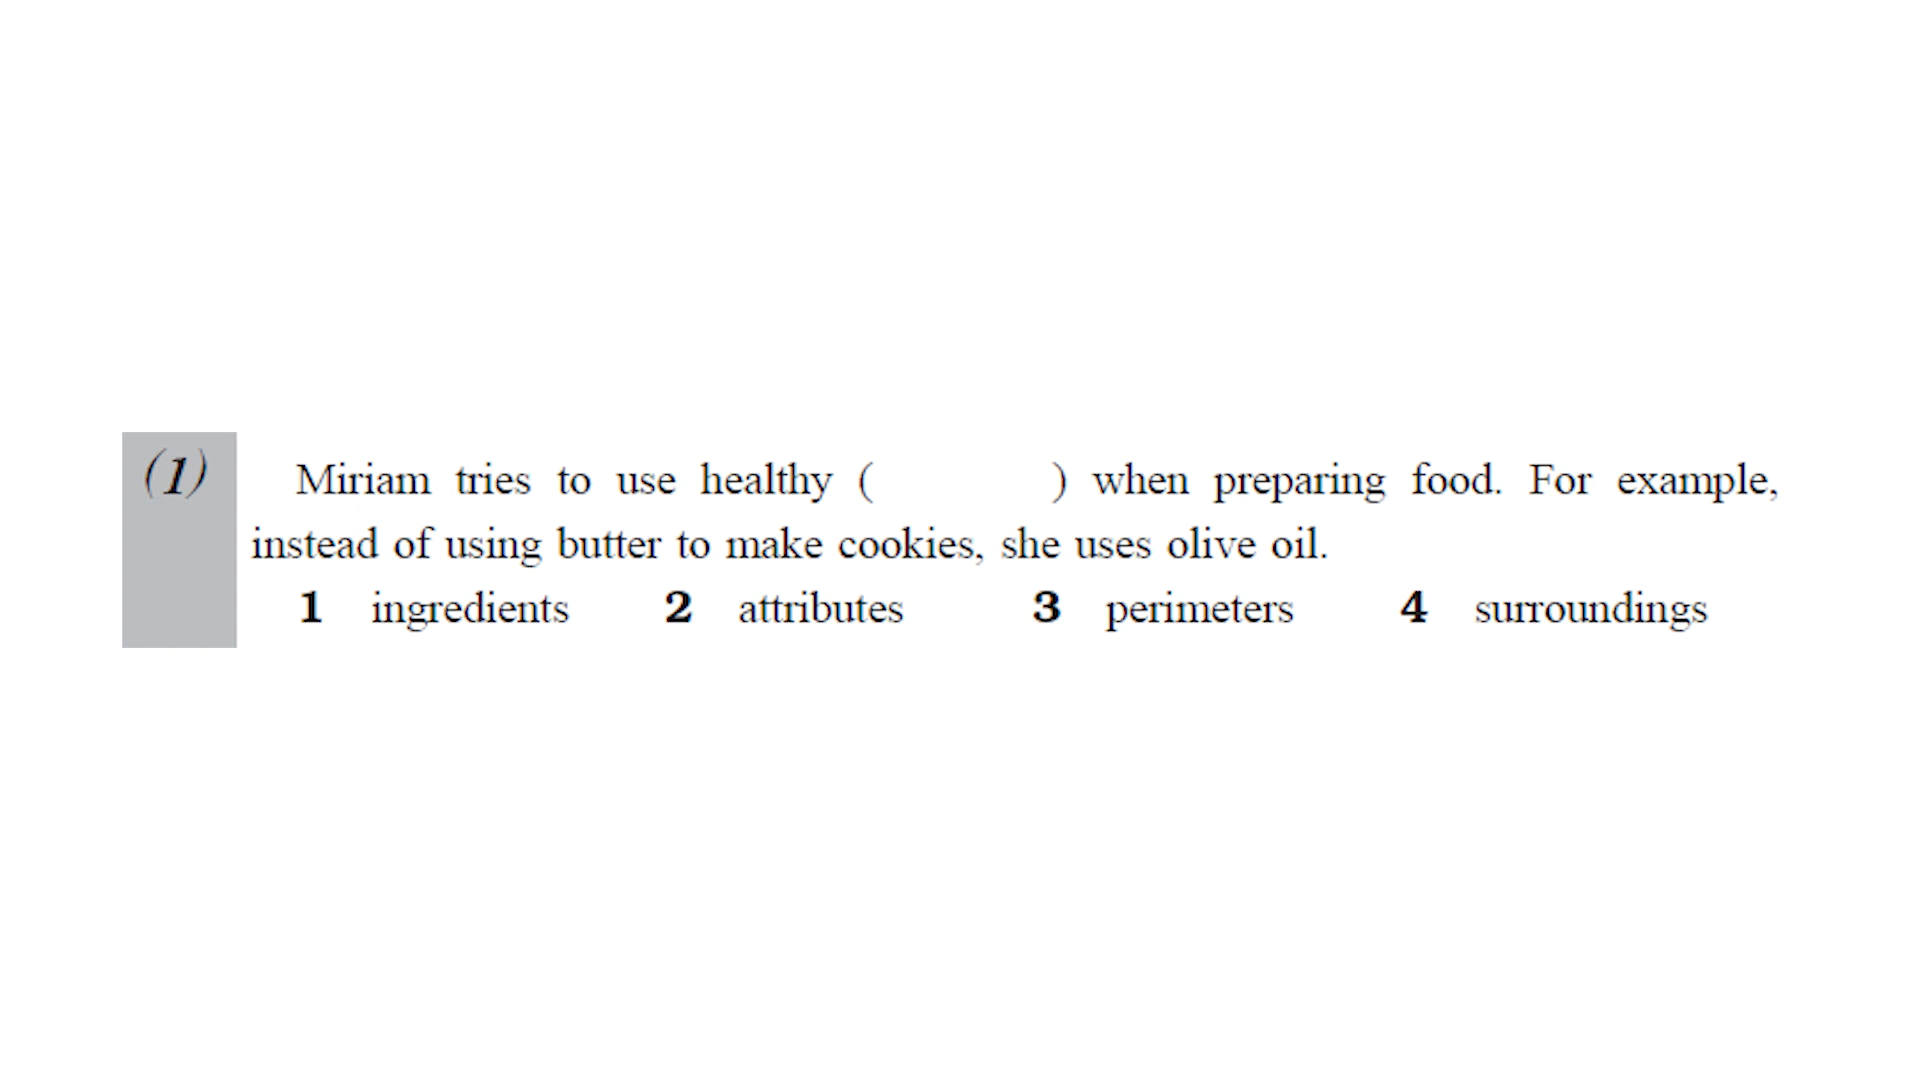 (1) Miriam tries to use healthy ( ) when preparing food. For example,
instead of using butter to make cookies, she uses olive oil.
1 ingredients 2 attributes 3 perimeters 4 surroundings